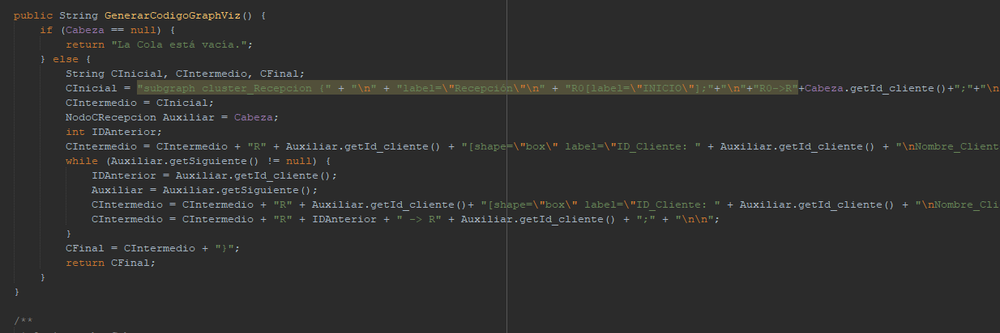 public String GenerarCodigoGraphViz() {
if (Cabeza == null) {
return "La Cola está vacía.";
} else {
String CInicial, CIntermedio, CFinal;
CInicial = "subgraph cluster_Recepcion {" + "\n" + "label=\"Recepción\"\n" + "R0[label=\"INICIO\"];"+"\n"+"R0->R"+Cabeza.getId_cliente()+";"+"\n
CIntermedio = CInicial;
NodoCRecepcion Auxiliar = Cabeza;
int IDAnterior;
CIntermedio = CIntermedio + "R" + Auxiliar.getId_cliente() + "[shape=\"box\" label=\"ID_Cliente: " + Auxiliar.getId_cliente() + "\nNombre_Client
while (Auxiliar.getSiguiente() != null) {
IDAnterior = Auxiliar.getId_cliente();
Auxiliar = Auxiliar.getSiguiente();
CIntermedio = CIntermedio + "R" + Auxiliar.getId_cliente()+ "[shape=\"box\" label=\"ID_Cliente: " + Auxiliar.getId_cliente() + "\nNombre_Cli
CIntermedio = CIntermedio + "R" + IDAnterior + " -> R" + Auxiliar.getId_cliente() + ";" + "\n\n";
}
CFinal = CIntermedio + "}";
return CFinal;
}
}
/**